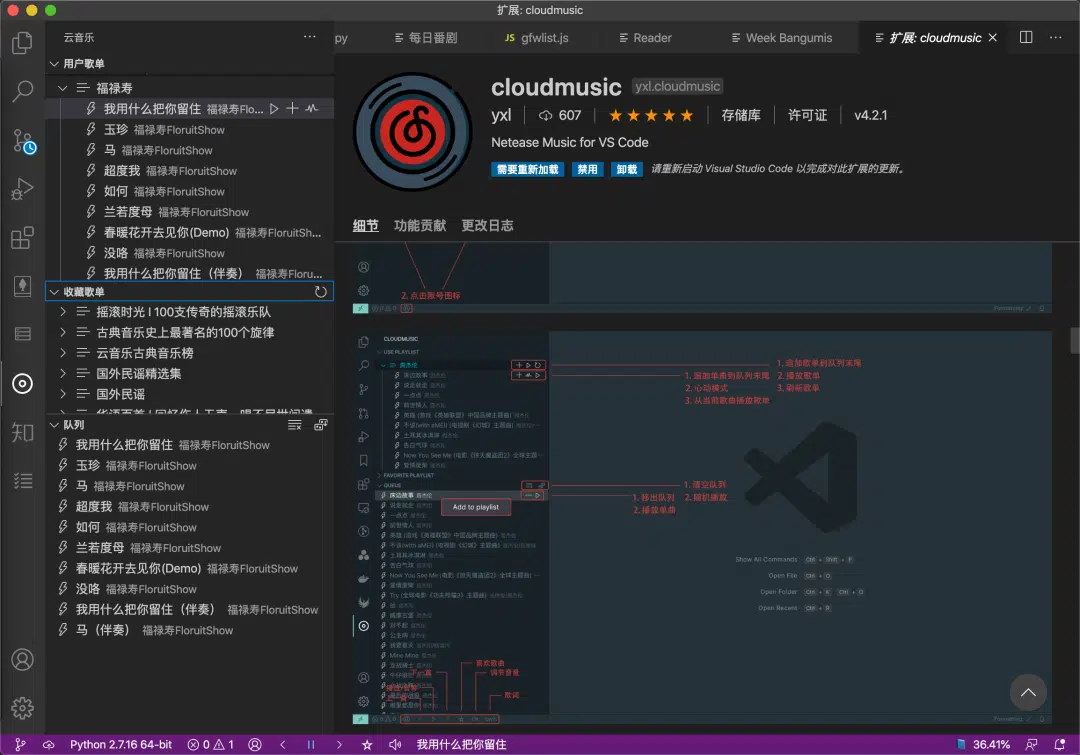 扩展: cloudmusic
云音乐
用户歌单
福禄寿
我用什么把你留住 福禄寿Flo...
玉珍 福禄寿FloruitShow
马 福禄寿FloruitShow
超度我 福禄寿FloruitShow
如何 福禄寿FloruitShow
兰若度母 福禄寿FloruitShow
春暖花开去见你(Demo) 福禄寿FloruitSh...
没咯 福禄寿FloruitShow
我用什么把你留住（伴奏） 福禄寿Floru...
收藏歌单
摇滚时光 I 100支传奇的摇滚乐队
古典音乐史上最著名的100个旋律
云音乐古典音乐榜
国外民谣精选集
国外民谣
队列
我用什么把你留住 福禄寿FloruitShow
玉珍 福禄寿FloruitShow
马 福禄寿FloruitShow
超度我 福禄寿FloruitShow
如何 福禄寿FloruitShow
兰若度母 福禄寿FloruitShow
春暖花开去见你(Demo) 福禄寿FloruitShow
没咯 福禄寿FloruitShow
我用什么把你留住（伴奏） 福禄寿FloruitShow
马（伴奏） 福禄寿FloruitShow
py 每日番剧 JS gfwlist.js Reader Week Bangumis 扩展: cloudmusic
cloudmusic yxl.cloudmusic
yxl 607 ★★★★★ 存储库 许可证 v4.2.1
Netease Music for VS Code
需要重新加载 禁用 卸载 请重新启动 Visual Studio Code 以完成对此扩展的更新。
细节 功能贡献 更改日志
2. 点击账号图标
CLOUDMUSIC
USE PLAYLIST
FAVORITE PLAYLIST
QUEUE
Add to playlist
1. 添加歌单到队列末尾
2. 播放歌单
3. 刷新歌单
1. 添加单曲到队列末尾
2. 心动模式
3. 从当前歌曲播放歌单
1. 清空队列
2. 随机播放
1. 移出队列
2. 播放单曲
喜欢歌曲
调节音量
歌词
Show All Commands Ctrl + Shift + P
Open File Ctrl + O
Open Folder Ctrl + K Ctrl + O
Open Recent Ctrl + R
Python 2.7.16 64-bit 0 1 我用什么把你留住 36.41%